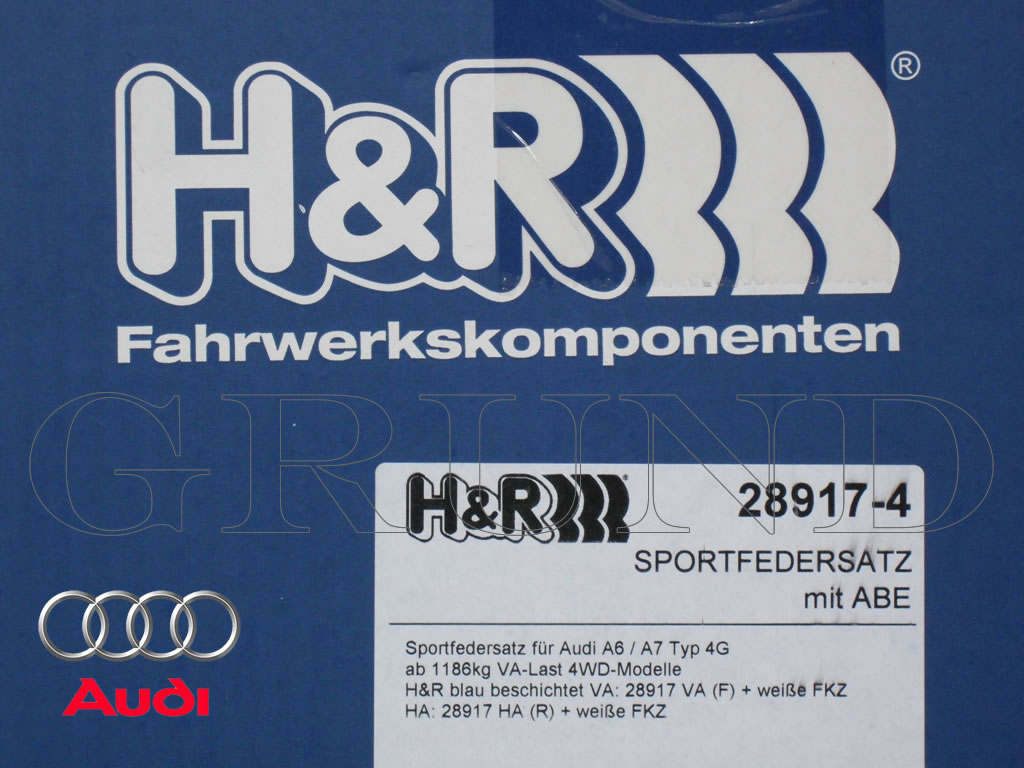 H&R ®
Fahrwerkskomponenten
GRUND
H&R ® 28917-4
SPORTFEDERSATZ
mit ABE
Sportfedersatz für Audi A6 / A7 Typ 4G
ab 1186kg VA-Last 4WD-Modelle
H&R blau beschichtet VA: 28917 VA (F) + weiße FKZ
HA: 28917 HA (R) + weiße FKZ
Audi